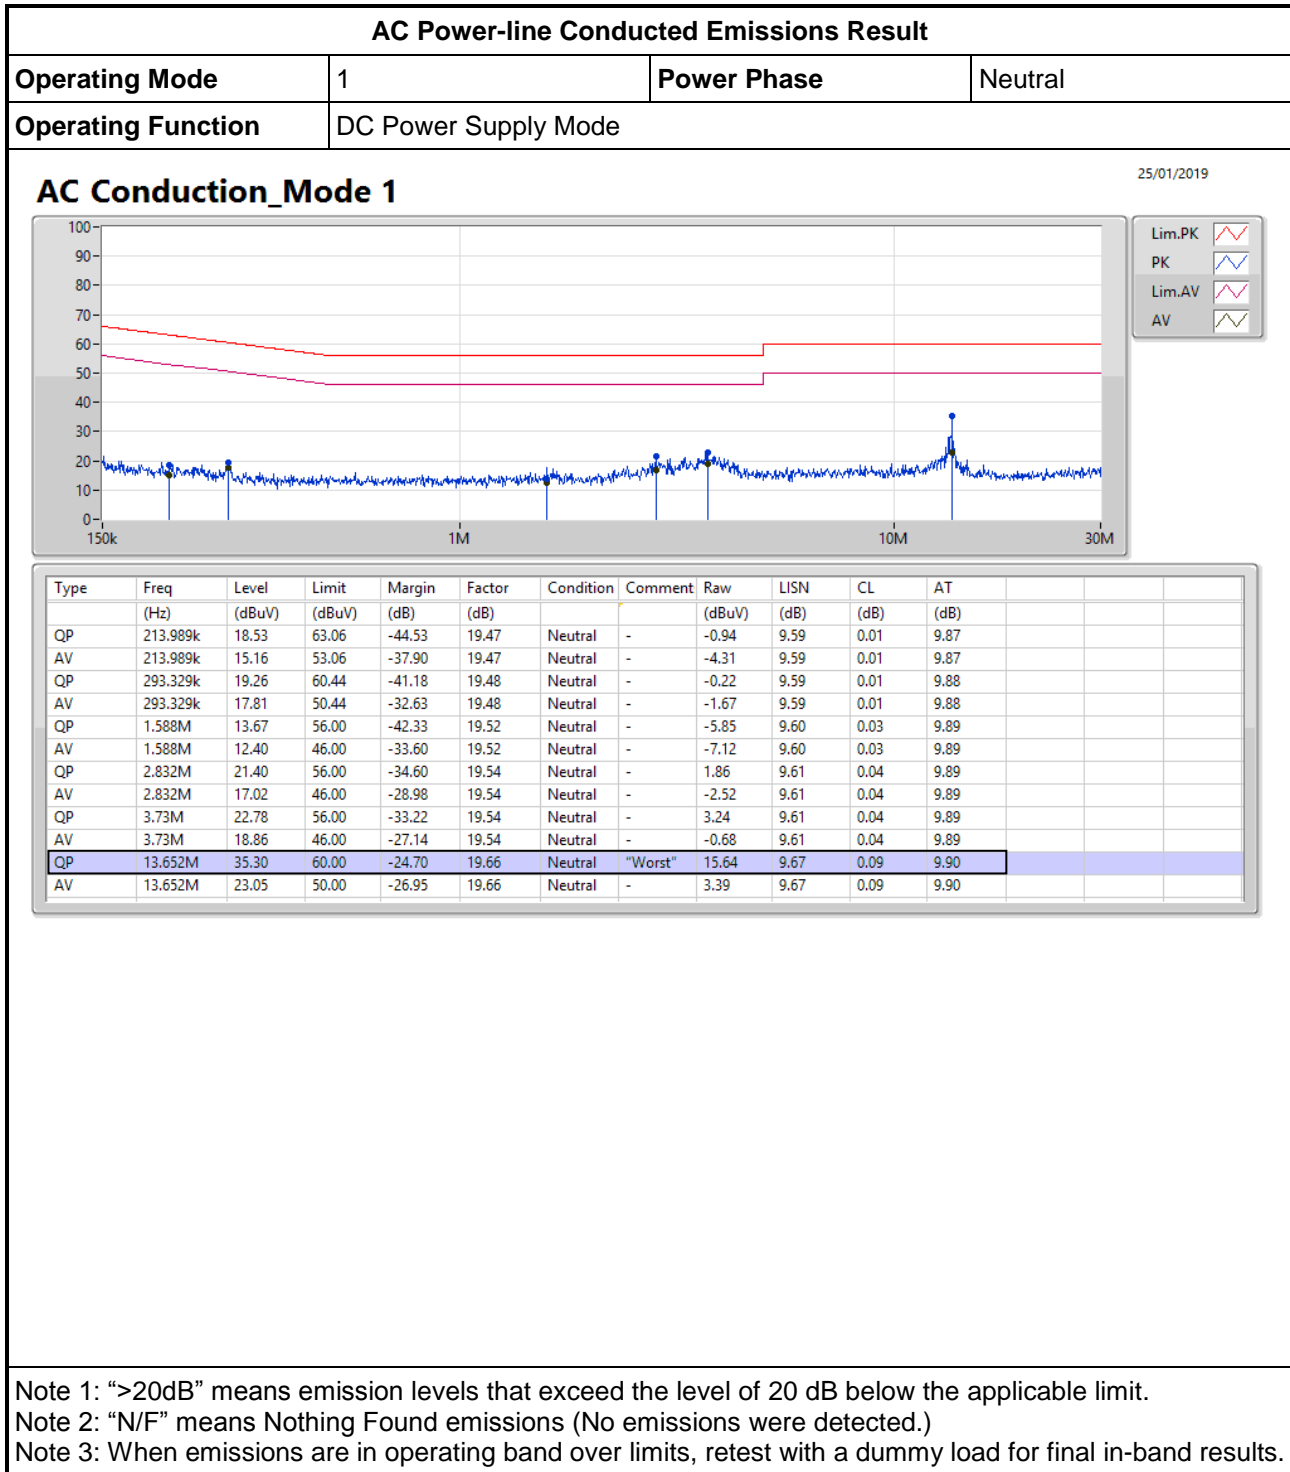 AC Power-line Conducted Emissions Result
Operating Mode 1 Power Phase Neutral
Operating Function DC Power Supply Mode
25/01/2019
AC Conduction_Mode 1
100
90
80
70
60
50
40
30
20
10
0
150k 1M 10M 30M
Lim.PK
PK
Lim.AV
AV
Type Freq Level Limit Margin Factor Condition Comment Raw LISN CL AT
(Hz) (dBuV) (dBuV) (dB) (dB) (dBuV) (dB) (dB) (dB)
QP 213.989k 18.53 63.06 -44.53 19.47 Neutral - -0.94 9.59 0.01 9.87
AV 213.989k 15.16 53.06 -37.90 19.47 Neutral - -4.31 9.59 0.01 9.87
QP 293.329k 19.26 60.44 -41.18 19.48 Neutral - -0.22 9.59 0.01 9.88
AV 293.329k 17.81 50.44 -32.63 19.48 Neutral - -1.67 9.59 0.01 9.88
QP 1.588M 13.67 56.00 -42.33 19.52 Neutral - -5.85 9.60 0.03 9.89
AV 1.588M 12.40 46.00 -33.60 19.52 Neutral - -7.12 9.60 0.03 9.89
QP 2.832M 21.40 56.00 -34.60 19.54 Neutral - 1.86 9.61 0.04 9.89
AV 2.832M 17.02 46.00 -28.98 19.54 Neutral - -2.52 9.61 0.04 9.89
QP 3.73M 22.78 56.00 -33.22 19.54 Neutral - 3.24 9.61 0.04 9.89
AV 3.73M 18.86 46.00 -27.14 19.54 Neutral - -0.68 9.61 0.04 9.89
QP 13.652M 35.30 60.00 -24.70 19.66 Neutral "Worst" 15.64 9.67 0.09 9.90
AV 13.652M 23.05 50.00 -26.95 19.66 Neutral - 3.39 9.67 0.09 9.90
Note 1: “>20dB” means emission levels that exceed the level of 20 dB below the applicable limit.
Note 2: “N/F” means Nothing Found emissions (No emissions were detected.)
Note 3: When emissions are in operating band over limits, retest with a dummy load for final in-band results.